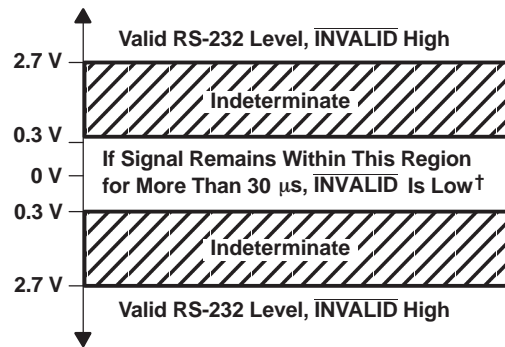 Valid RS-232 Level, INVALID High
2.7 V
Indeterminate
0.3 V
If Signal Remains Within This Region
0 V
for More Than 30 μs, INVALID Is Low†
0.3 V
Indeterminate
2.7 V
Valid RS-232 Level, INVALID High